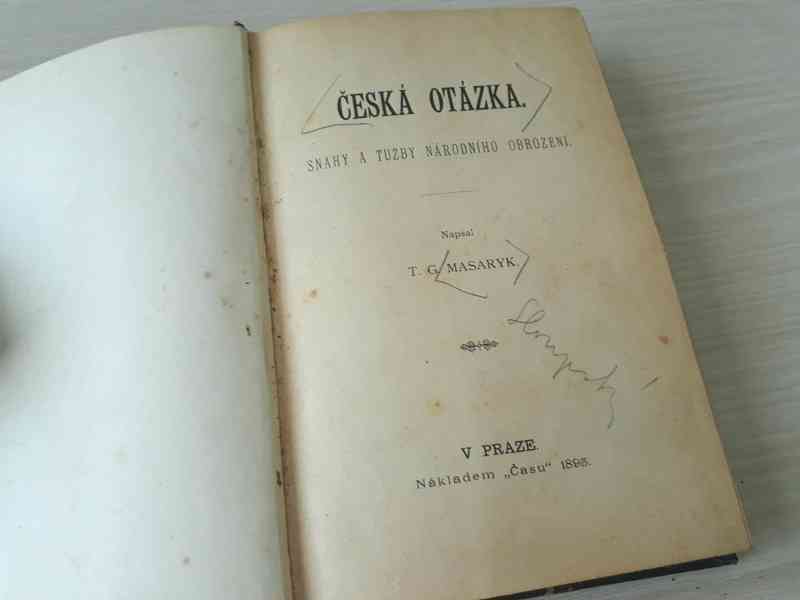 ČESKÁ OTÁZKA.
SNAHY A TUŽBY NÁRODNÍHO OBROZENÍ.
Napsal
T. G. MASARYK.
V PRAZE.
Nákladem „Času“ 1895.